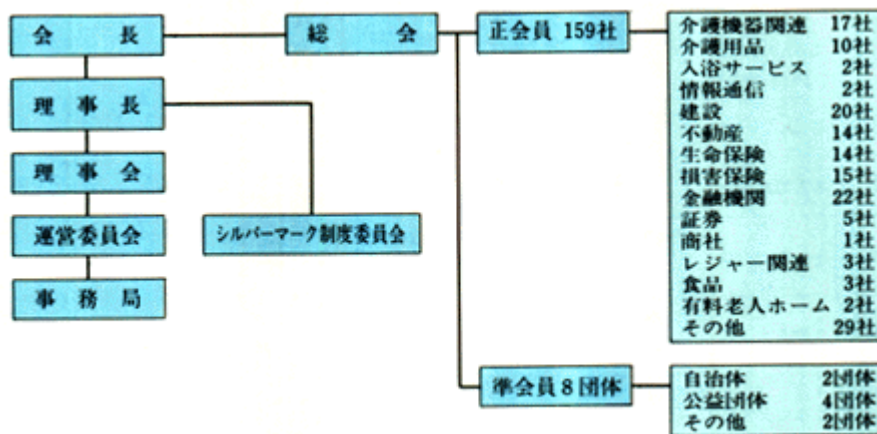 会長
総会
正会員 159社
理事長
理事会
運営委員会
シルバーマーク制度委員会
事務局
介護機器関連 17社
介護用品 10社
入浴サービス 2社
情報通信 2社
建設 20社
不動産 14社
生命保険 14社
損害保険 15社
金融機関 22社
証券 5社
商社 1社
レジャー関連 3社
食品 3社
有料老人ホーム 2社
その他 29社
準会員8団体
自治体 2団体
公益団体 4団体
その他 2団体